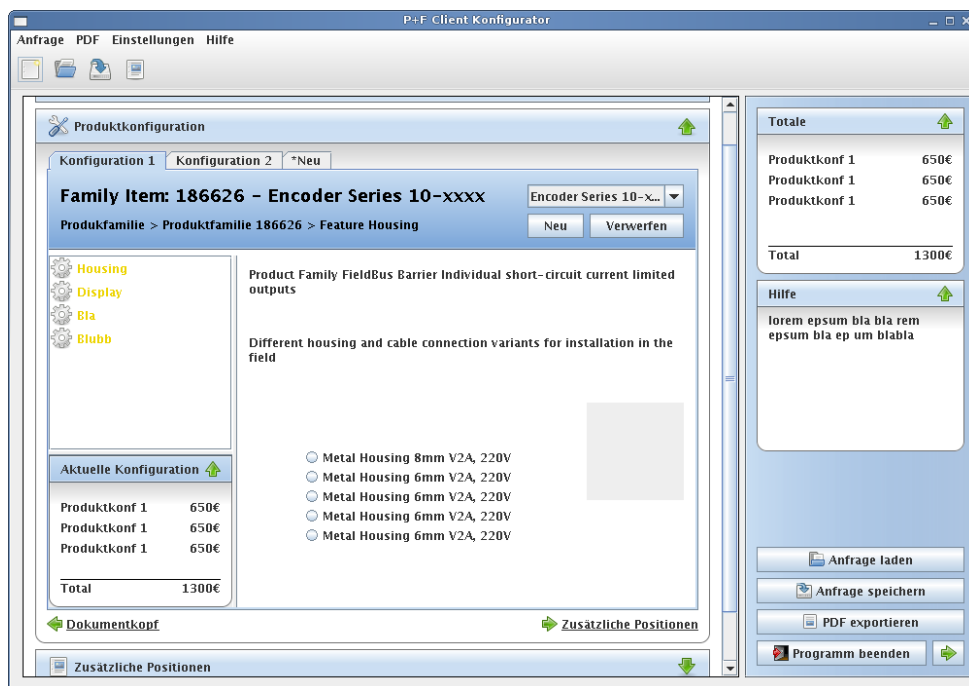 P+F Client Konfigurator
Anfrage PDF Einstellungen Hilfe
Produktkonfiguration
Konfiguration 1 Konfiguration 2 *Neu
Family Item: 186626 - Encoder Series 10-xxxx
Encoder Series 10-x...
Produkfamilie > Produktfamilie 186626 > Feature Housing
Neu Verwerfen
Housing
Display
Bla
Blubb
Product Family FieldBus Barrier Individual short-circuit current limited
outputs
Different housing and cable connection variants for installation in the
field
Metal Housing 8mm V2A, 220V
Metal Housing 6mm V2A, 220V
Metal Housing 6mm V2A, 220V
Metal Housing 6mm V2A, 220V
Metal Housing 6mm V2A, 220V
Aktuelle Konfiguration
Produktkonf 1 650€
Produktkonf 1 650€
Produktkonf 1 650€
Total 1300€
Dokumentkopf
Zusätzliche Positionen
Zusätzliche Positionen
Totale
Produktkonf 1 650€
Produktkonf 1 650€
Produktkonf 1 650€
Total 1300€
Hilfe
lorem epsum bla bla rem
epsum bla ep um blabla
Anfrage laden
Anfrage speichern
PDF exportieren
Programm beenden